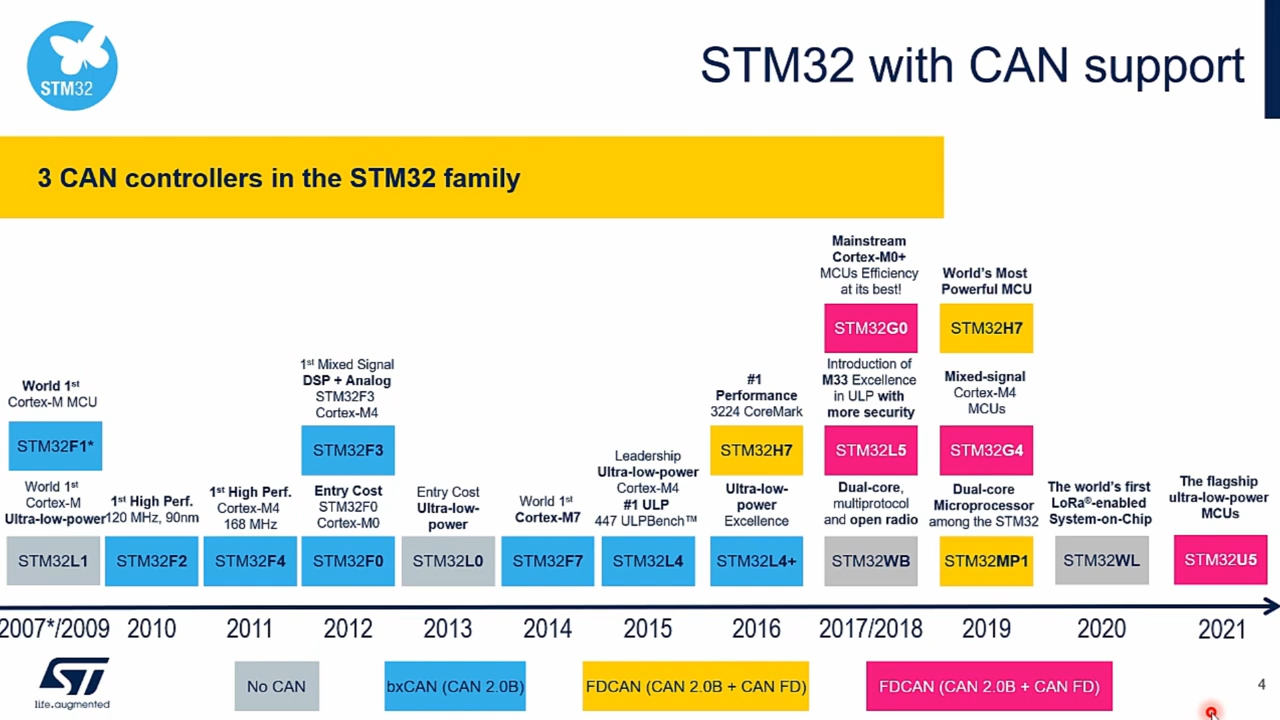 STM32
STM32 with CAN support
3 CAN controllers in the STM32 family
World 1st
Cortex-M MCU
STM32F1*
World 1st
Cortex-M
Ultra-low-power
STM32L1
1st High Perf.
120 MHz, 90nm
STM32F2
1st High Perf.
Cortex-M4
168 MHz
STM32F4
1st Mixed Signal
DSP + Analog
STM32F3
Cortex-M4
STM32F3
Entry Cost
STM32F0
Cortex-M0
STM32F0
Entry Cost
Ultra-low-
power
STM32L0
World 1st
Cortex-M7
STM32F7
Leadership
Ultra-low-power
Cortex-M4
#1 ULP
447 ULPBench™
STM32L4
#1
Performance
3224 CoreMark
STM32H7
Ultra-low-
power
Excellence
STM32L4+
Mainstream
Cortex-M0+
MCUs Efficiency
at its best!
STM32G0
Introduction of
M33 Excellence
in ULP with
more security
STM32L5
Dual-core,
multiprotocol
and open radio
STM32WB
World's Most
Powerful MCU
STM32H7
Mixed-signal
Cortex-M4
MCUs
STM32G4
Dual-core
Microprocessor
among the STM32
STM32MP1
The world's first
LoRa®-enabled
System-on-Chip
STM32WL
The flagship
ultra-low-power
MCUs
STM32U5
2007*/2009 2010 2011 2012 2013 2014 2015 2016 2017/2018 2019 2020 2021
ST
life.augmented
No CAN
bxCAN (CAN 2.0B)
FDCAN (CAN 2.0B + CAN FD)
FDCAN (CAN 2.0B + CAN FD)
4